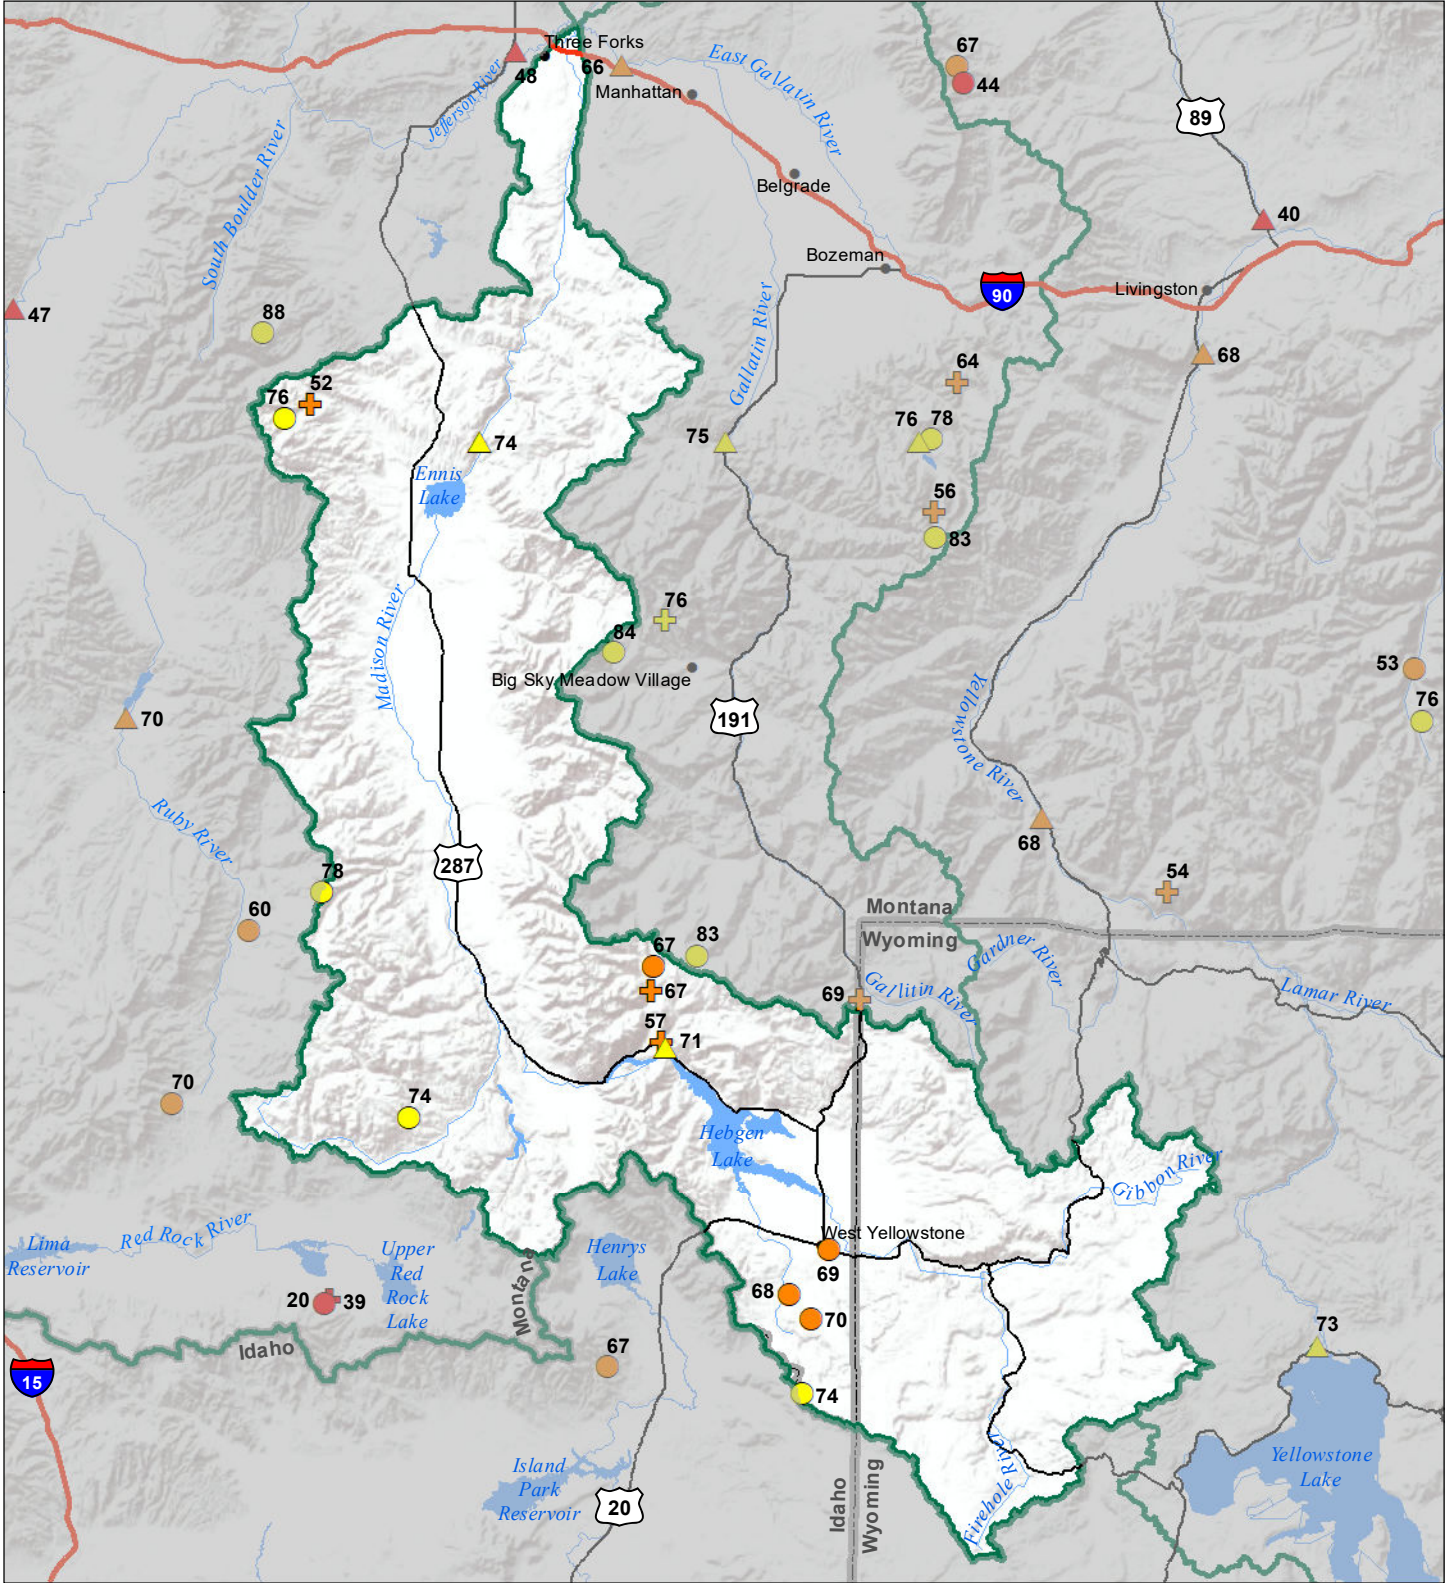 Three Forks
48
66
Manhattan
East Gallatin River
67
44
89
Jefferson River
South Boulder River
Belgrade
40
Bozeman
90
Livingston
47
88
Gallatin River
68
64
52
76
74
75
76
78
Ennis
Lake
56
83
Madison River
76
84
Big Sky Meadow Village
53
76
70
191
Yellowstone River
Ruby River
68
287
78
54
60
Montana
Wyoming
83
67
67
Gardner River
69
Gallitin River
Lamar River
57
71
70
74
Hebgen
Lake
Gibbon River
West Yellowstone
Red Rock River
Lima
Reservoir
Upper
Red
Rock
Lake
Henrys
Lake
69
Montana
20
39
68
70
Idaho
67
73
15
74
Island
Park
Reservoir
20
Idaho
Wyoming
Firehole River
Yellowstone
Lake